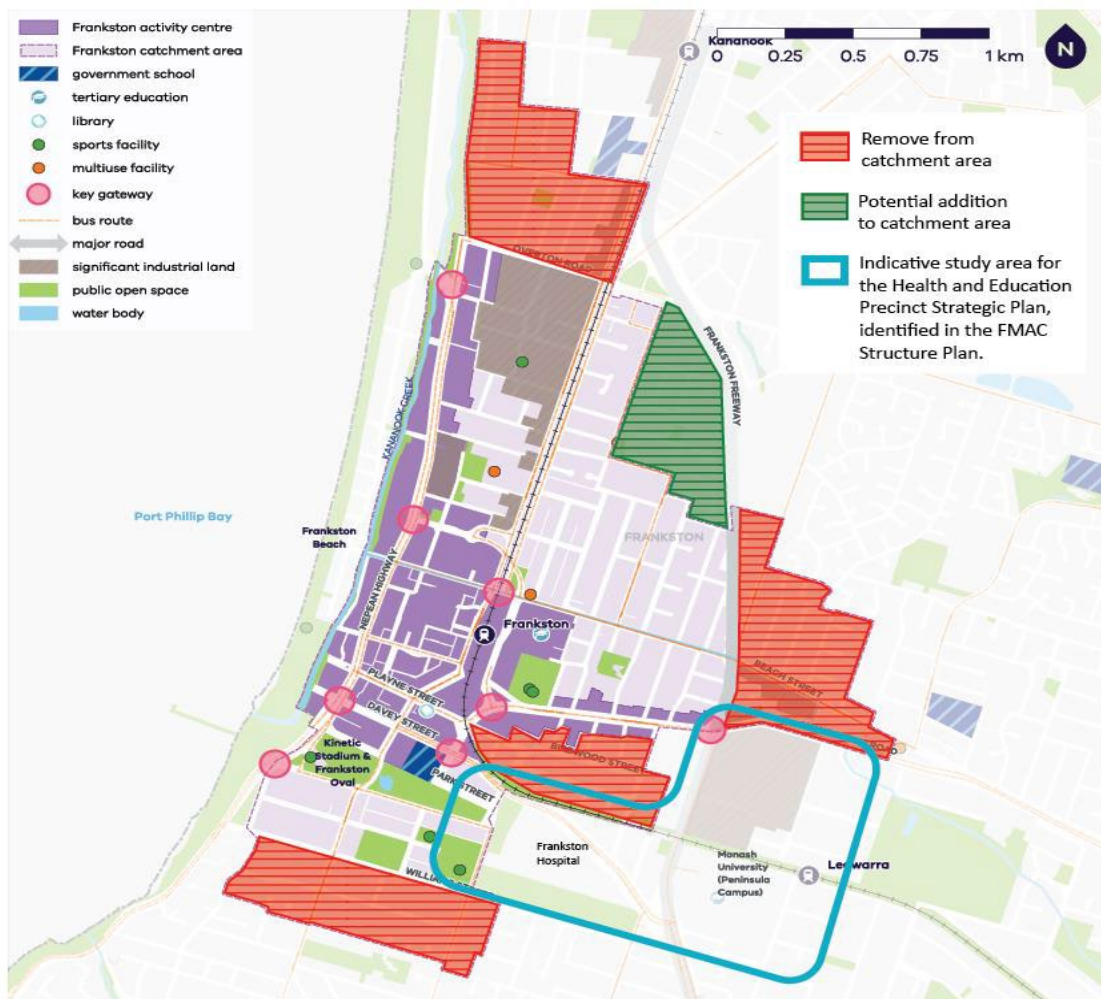 Frankston activity centre
Frankston catchment area
government school
tertiary education
library
sports facility
multiuse facility
key gateway
bus route
major road
significant industrial land
public open space
water body
Kananook
0 0.25 0.5 0.75 1 km
N
Remove from
catchment area
Potential addition
to catchment area
Indicative study area for
the Health and Education
Precinct Strategic Plan,
identified in the FMAC
Structure Plan.
OVERTON ROAD
FRANKSTON FREEWAY
KANANOOK CREEK
Port Phillip Bay
Frankston
Beach
NEPEAN HIGHWAY
FRANKSTON
Frankston
BEACH STREET
PLAYNE STREET
DAVEY STREET
ROAD
Kinetic
Stadium &
Frankston
Oval
PARK STREET
Frankston
Hospital
Monash
University
(Peninsula
Campus)
Leawarra